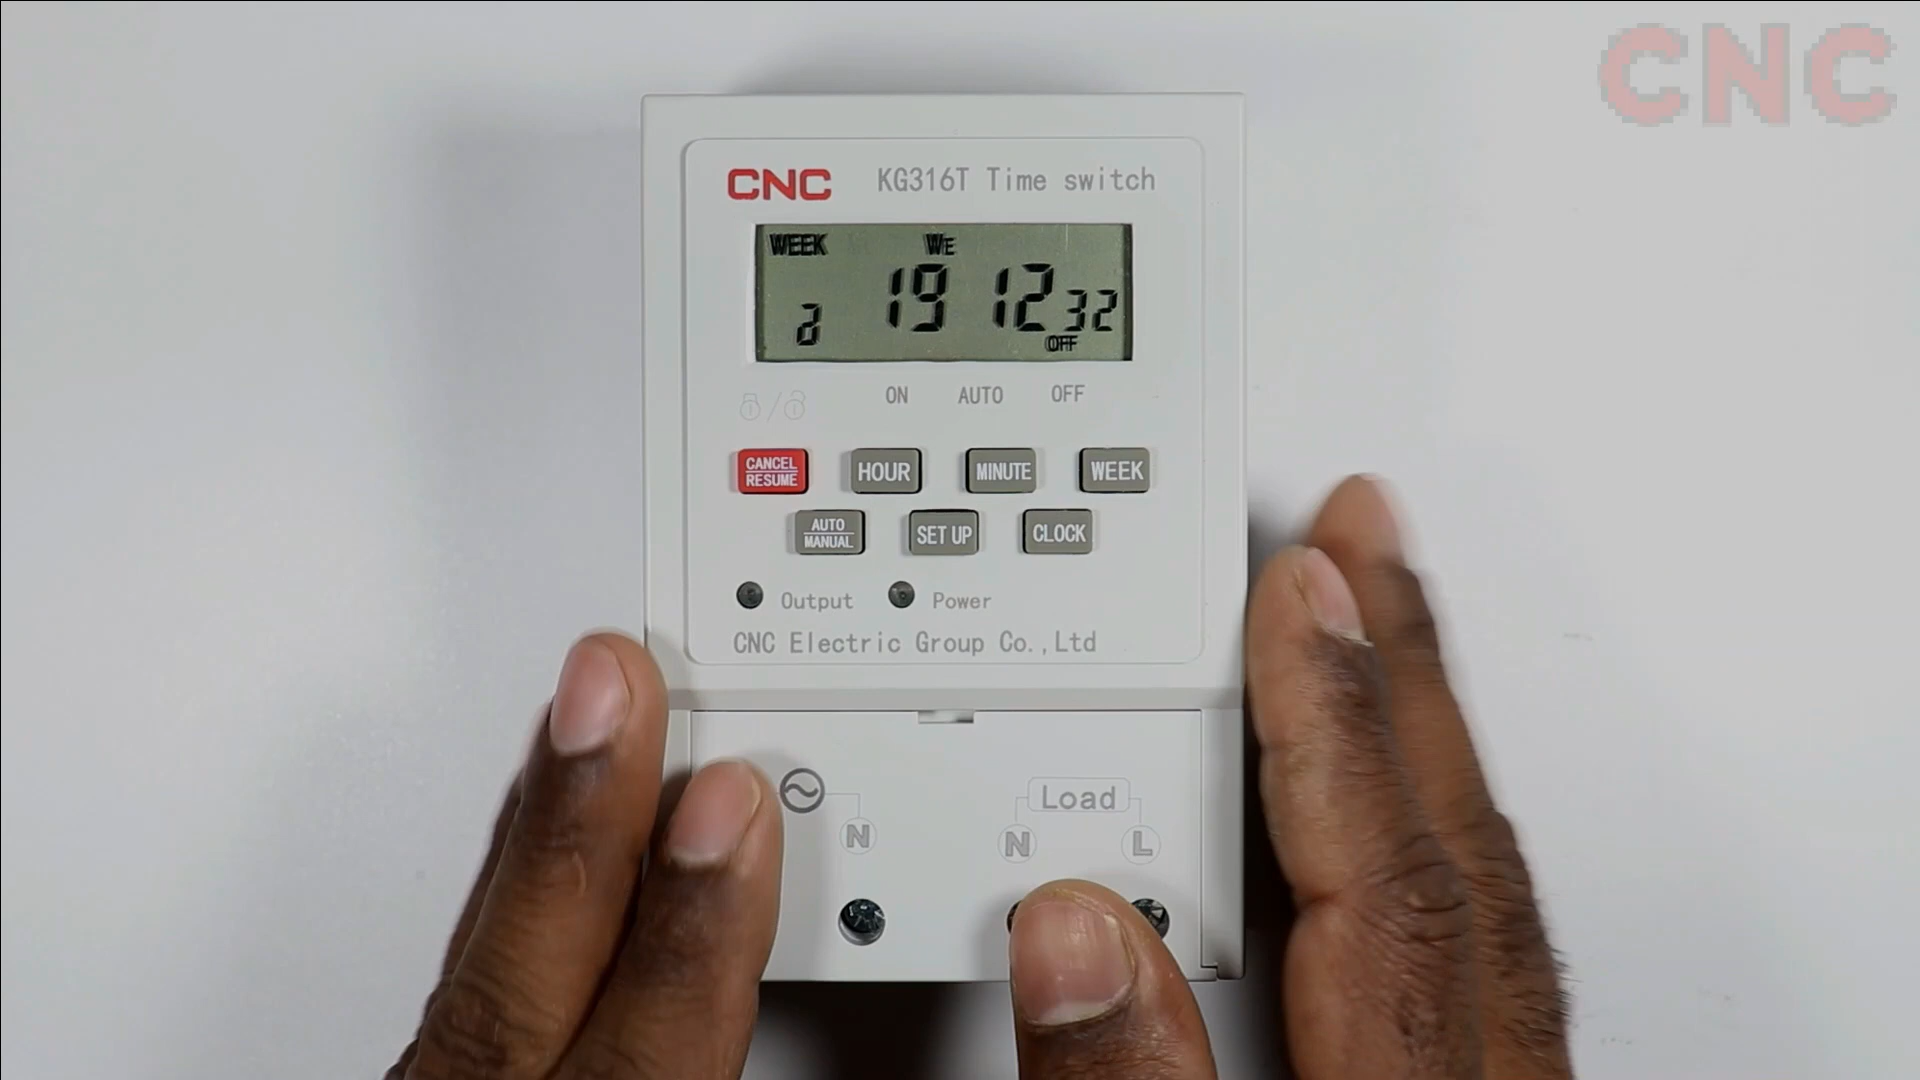 CNC
CNC KG316T Time switch
WEEK WE
d 19 12 32
OFF
ON AUTO OFF
CANCEL RESUME HOUR MINUTE WEEK
AUTO MANUAL SET UP CLOCK
Output Power
CNC Electric Group Co.,Ltd
Load
N N L